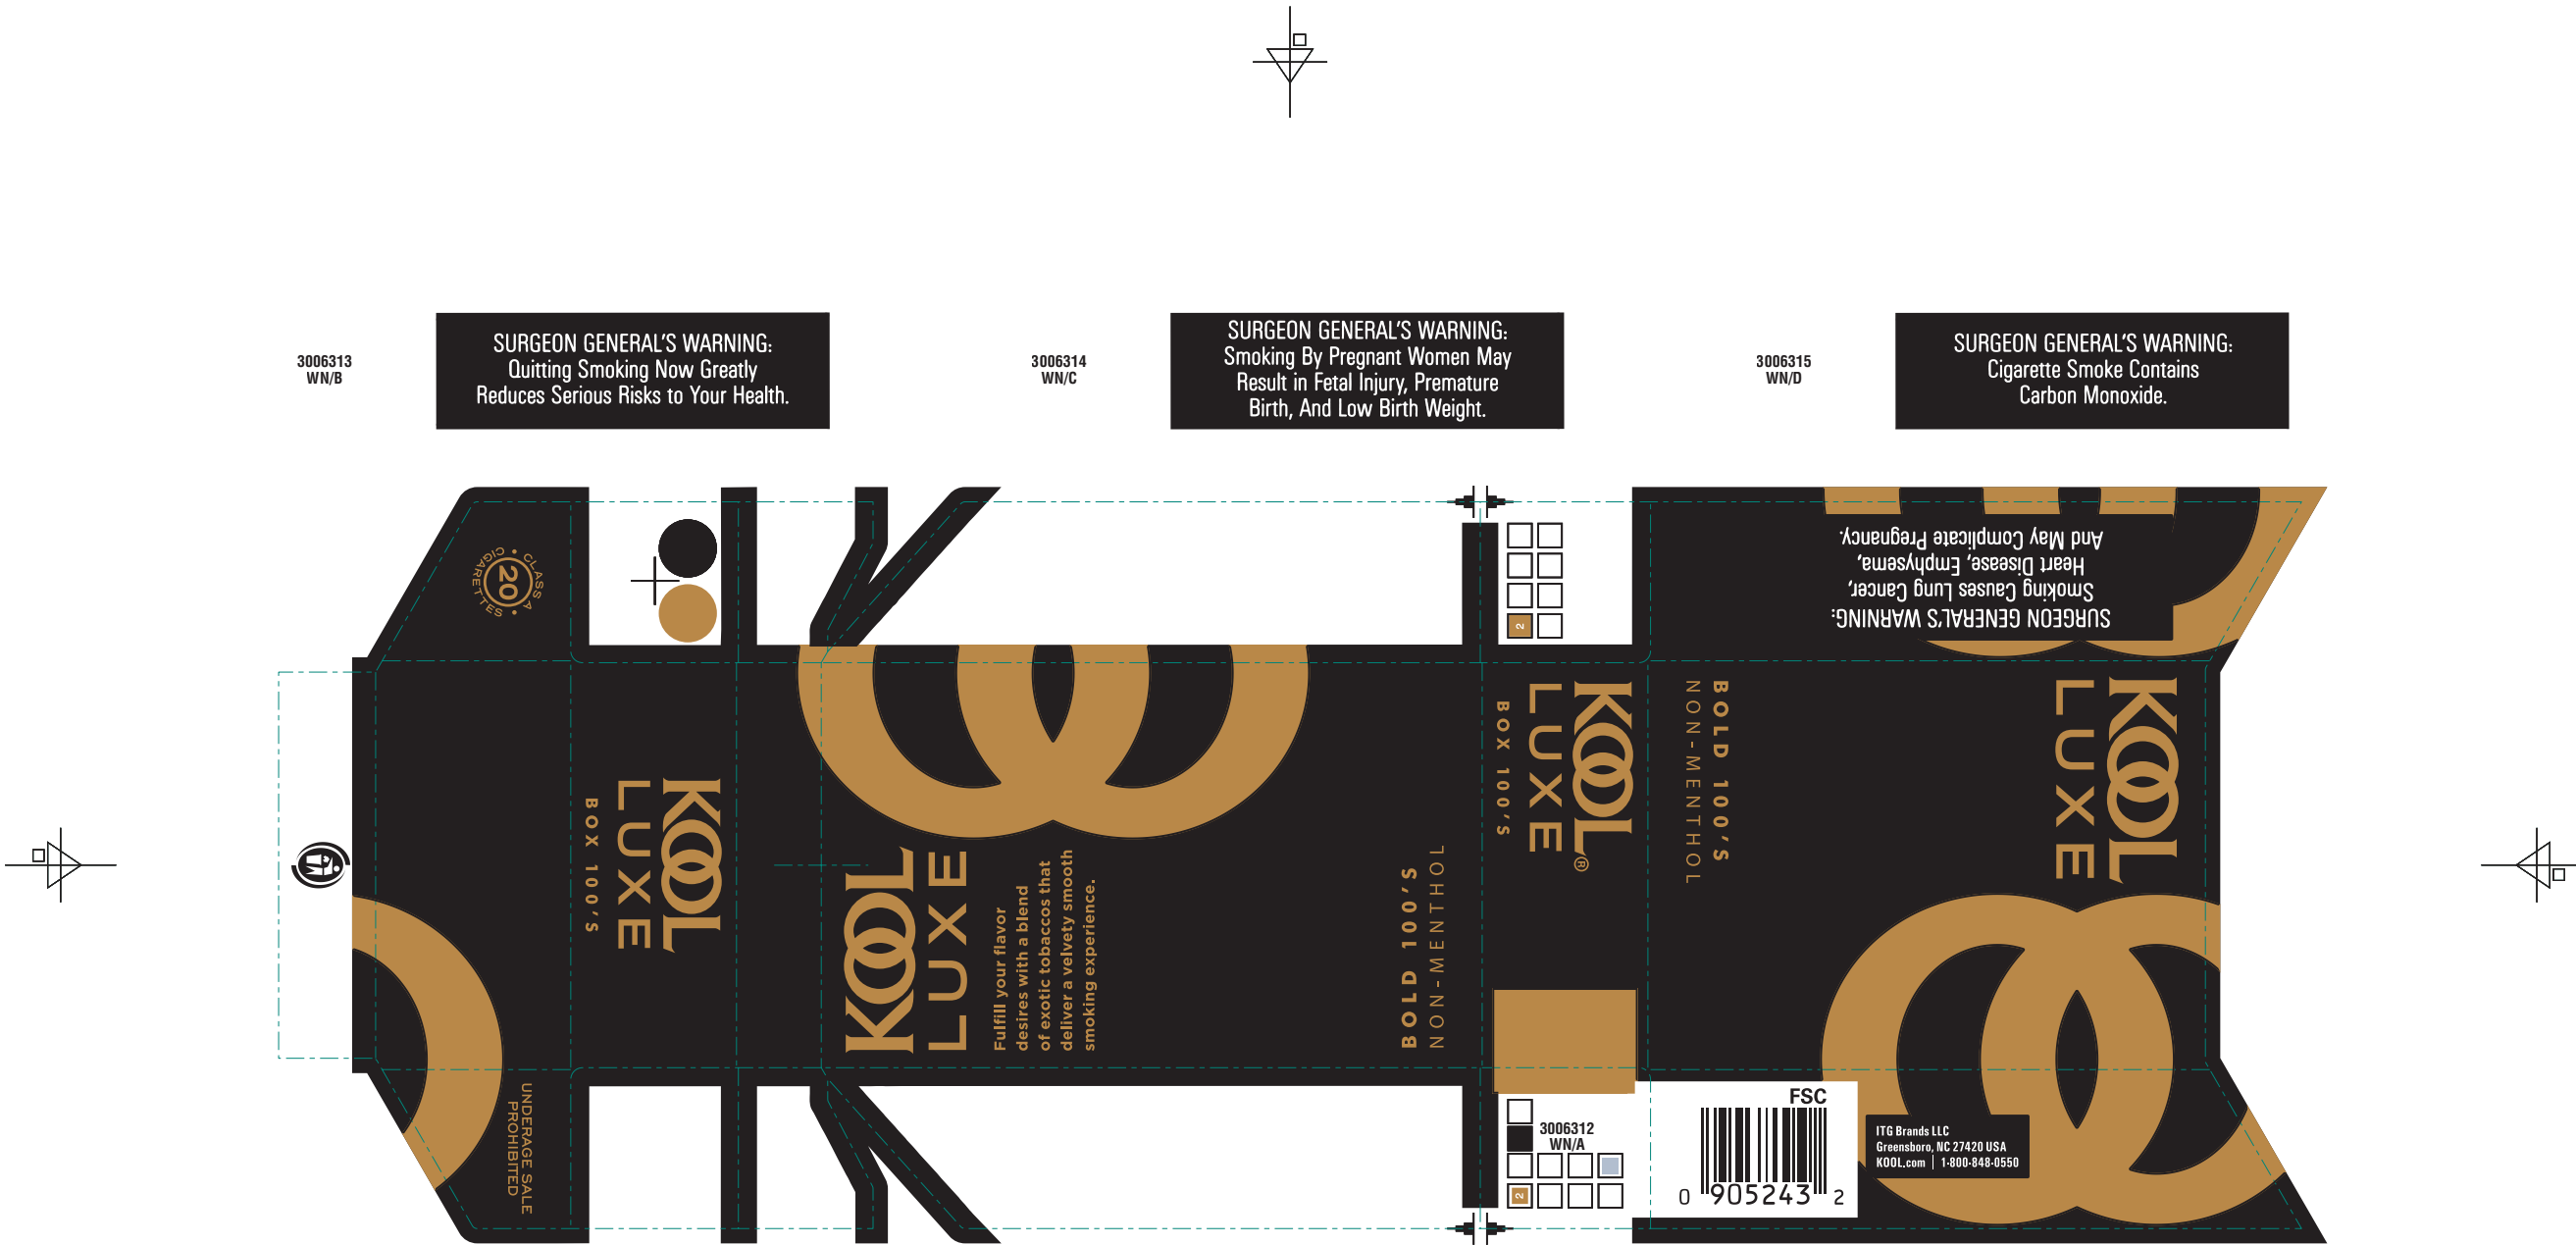 3006313
WN/B
SURGEON GENERAL'S WARNING:
Quitting Smoking Now Greatly
Reduces Serious Risks to Your Health.
3006314
WN/C
SURGEON GENERAL'S WARNING:
Smoking By Pregnant Women May
Result in Fetal Injury, Premature
Birth, And Low Birth Weight.
3006315
WN/D
SURGEON GENERAL'S WARNING:
Cigarette Smoke Contains
Carbon Monoxide.
CLASS A
20
CIGARETTES
UNDERAGE SALE
PROHIBITED
KOOL
LUXE
BOX 100'S
KOOL
LUXE
Fulfill your flavor
desires with a blend
of exotic tobaccos that
deliver a velvety smooth
smoking experience.
BOLD 100'S
NON-MENTHOL
2
KOOL®
LUXE
BOX 100'S
3006312
WN/A
2
SURGEON GENERAL'S WARNING:
Smoking Causes Lung Cancer,
Heart Disease, Emphysema,
And May Complicate Pregnancy.
BOLD 100'S
NON-MENTHOL
KOOL
LUXE
FSC
0 905243 2
ITG Brands LLC
Greensboro, NC 27420 USA
KOOL.com | 1-800-848-0550